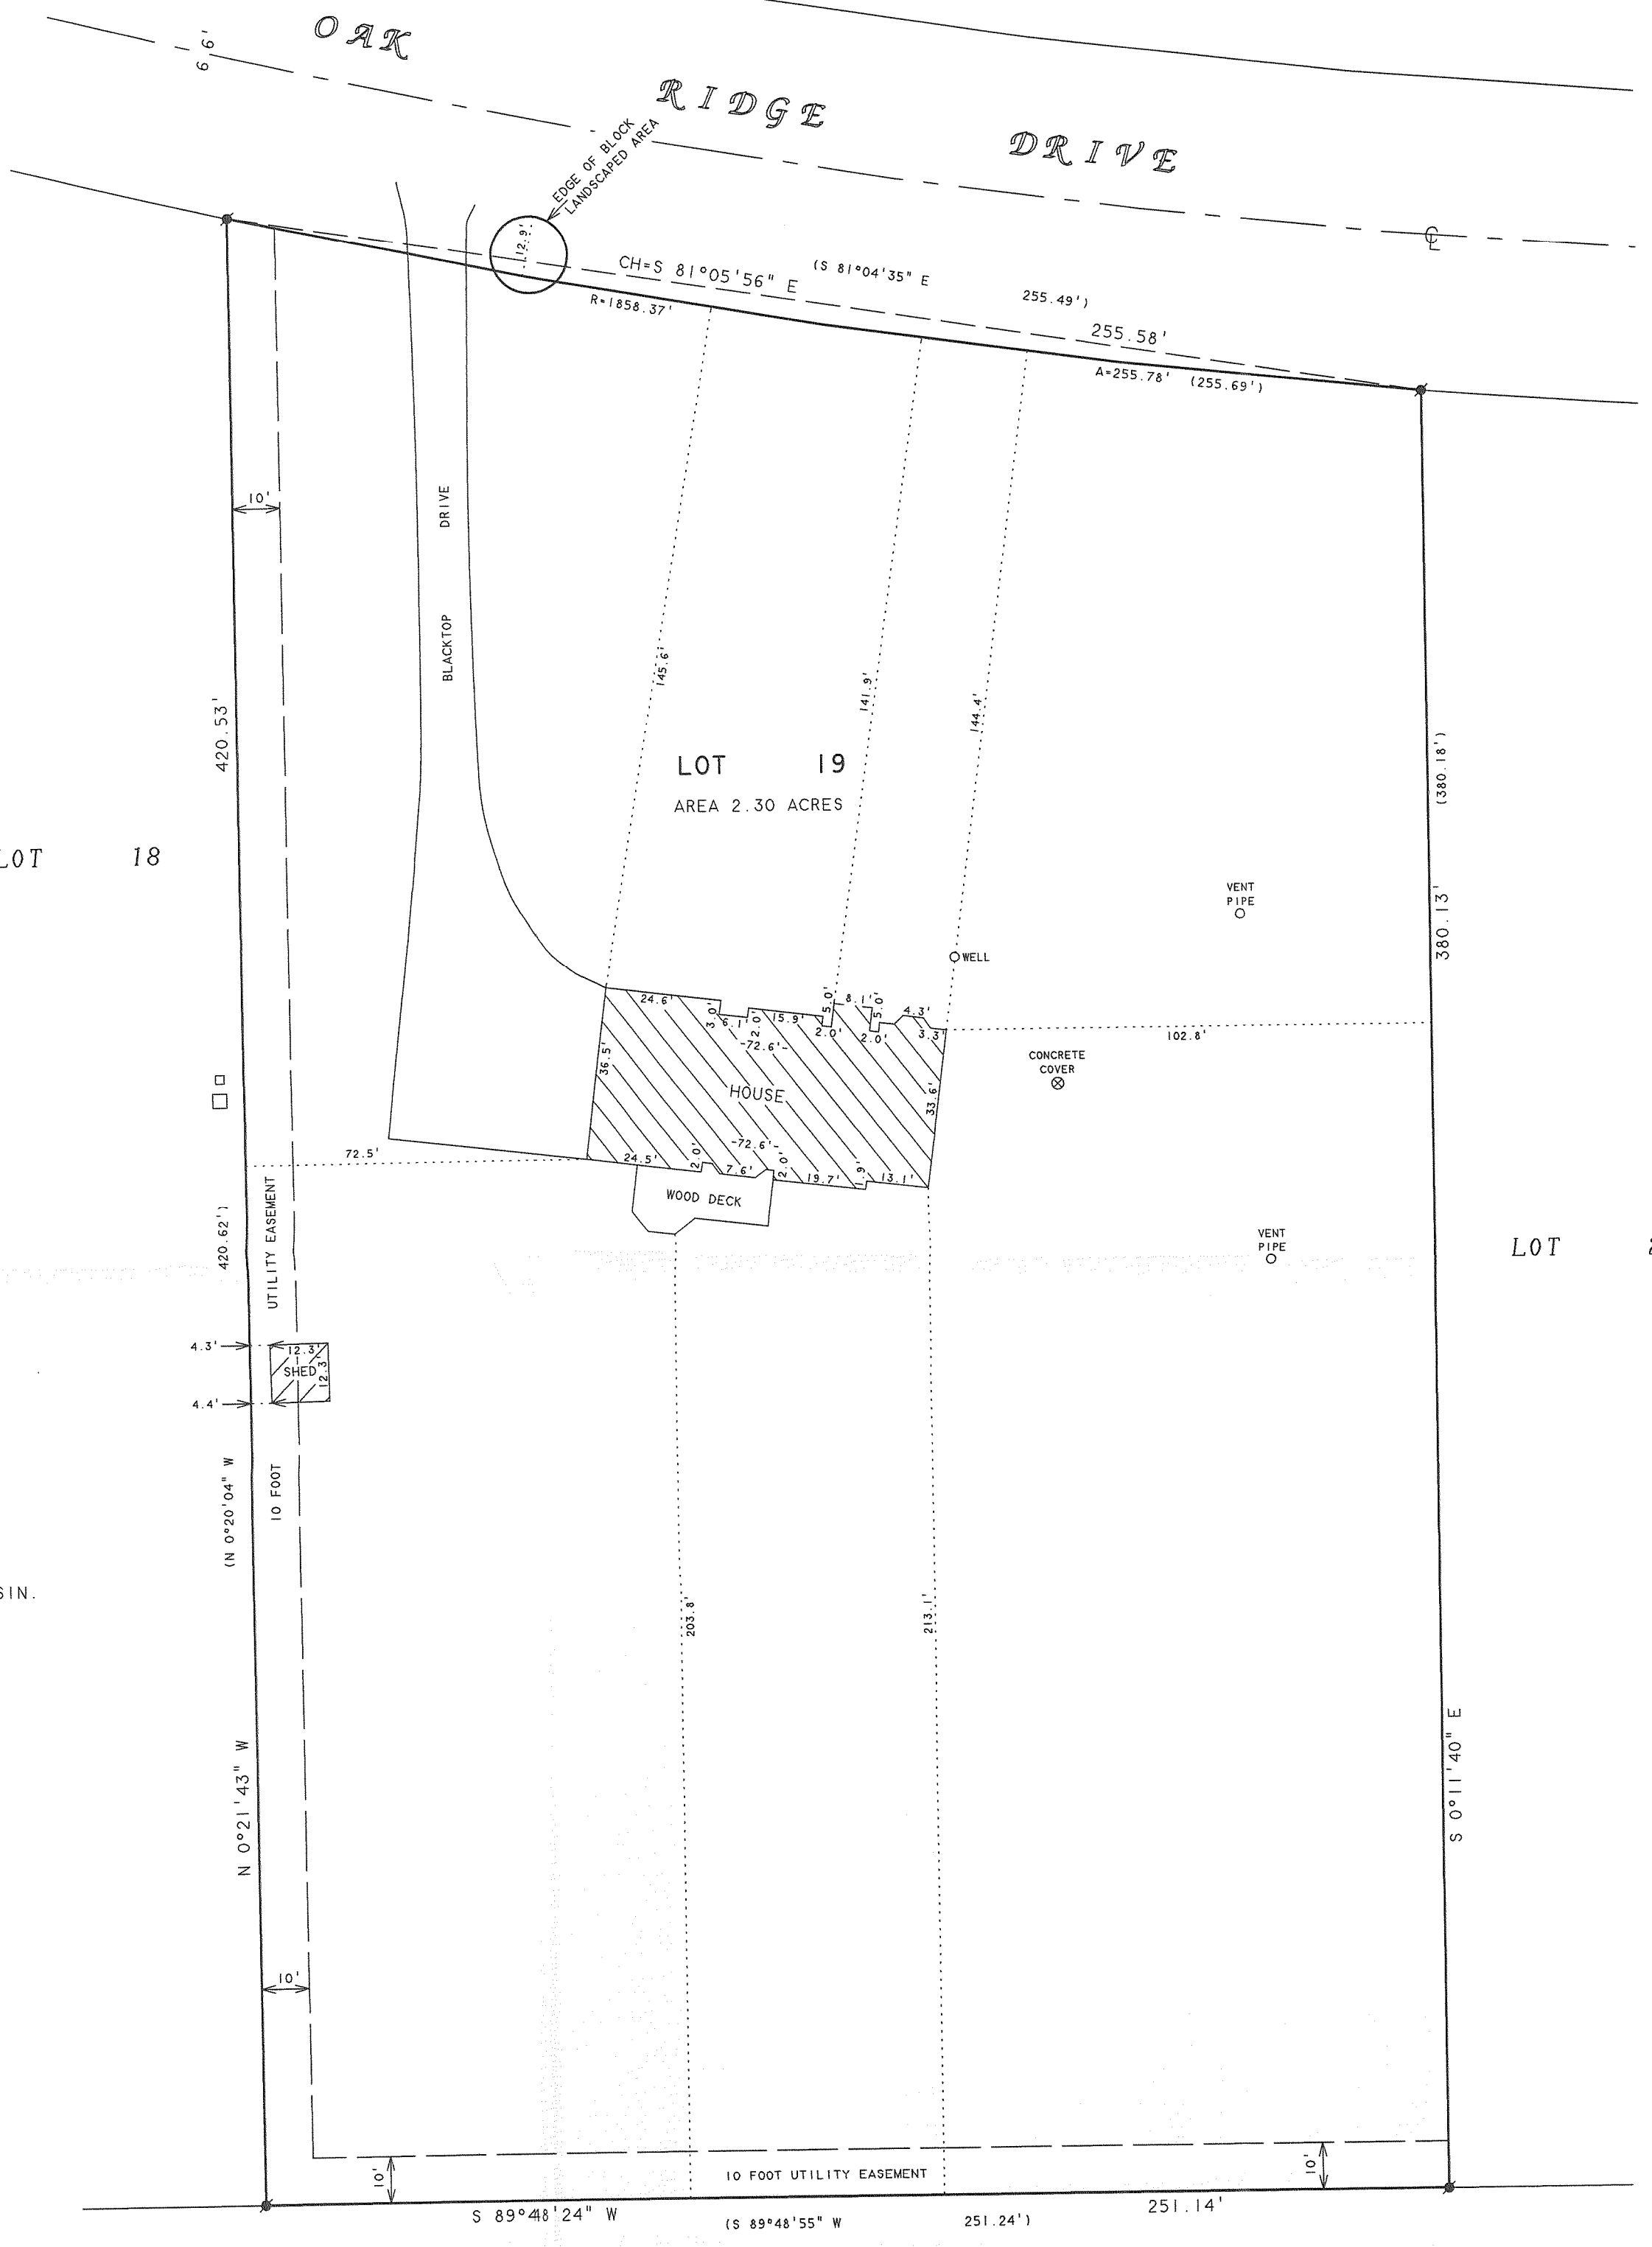 OAK RIDGE DRIVE
66'
EDGE OF BLOCK
LANDSCAPED AREA
12.9'
CH=S 81°05'56" E
(S 81°04'35" E 255.49')
255.58'
R=1858.37'
A=255.78' (255.69')
℄
10'
BLACKTOP DRIVE
145.6'
141.9'
144.4'
420.53'
LOT 19
AREA 2.30 ACRES
(380.18')
380.13'
LOT 18
VENT
PIPE
WELL
24.6'
3.0'
6.1'
2.0'
15.9'
2.0'
5.0'
8.1'
5.0'
2.0'
4.3'
3.3'
102.8'
-72.6'-
36.5'
HOUSE
33.6'
CONCRETE
COVER
-72.6'-
72.5'
24.5'
2.0'
7.6'
2.0'
19.7'
1.9'
13.1'
WOOD DECK
420.62')
UTILITY EASEMENT
VENT
PIPE
LOT
4.3'
12.3'
SHED
12.3'
4.4'
(N 0°20'04" W
10 FOOT
SIN.
203.8'
213.1'
N 0°21'43" W
S 0°11'40" E
10'
10'
10 FOOT UTILITY EASEMENT
10'
S 89°48'24" W
251.14'
(S 89°48'55" W 251.24')